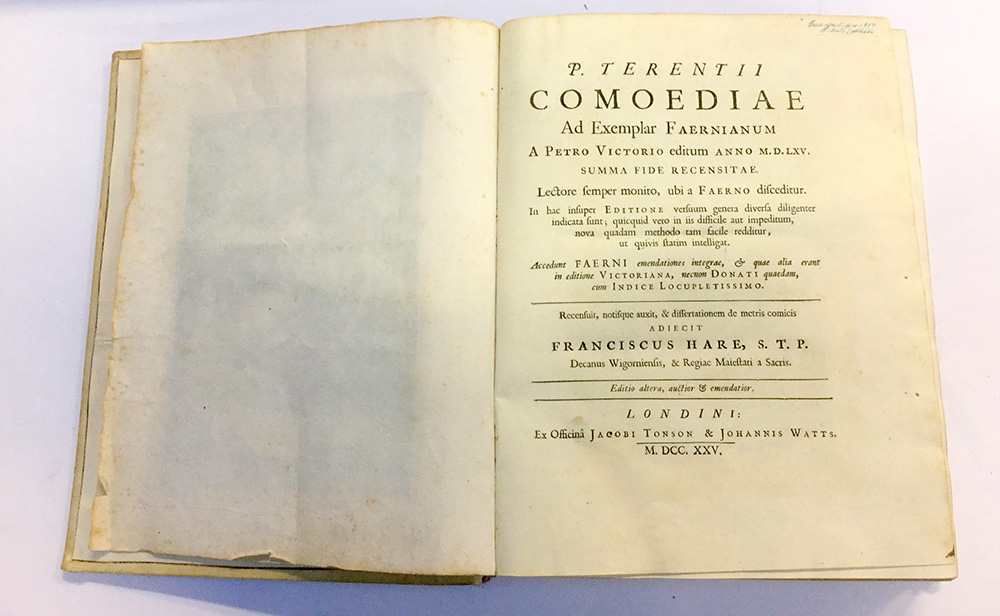 P. TERENTII
COMOEDIAE
Ad Exemplar FAERNIANUM
A PETRO VICTORIO editum ANNO M.D.LXV.
SUMMA FIDE RECENSITAE.
Lectore ſemper monito, ubi a FAERNO diſceditur.
In hac inſuper EDITIONE verſuum genera diverſa diligenter
indicata ſunt; quicquid vero in iis difficile aut impeditum,
nova quadam methodo tam facile redditur,
ut quivis ſtatim intelligat.
Accedunt FAERNI emendationes integrae, & quae alia erant
in editione VICTORIANA, necnon DONATI quaedam,
cum INDICE LOCUPLETISSIMO.
Recenſuit, notiſque auxit, & diſſertationem de metris comicis
ADIECIT
FRANCISCUS HARE, S. T. P.
Decanus Wigornienſis, & Regiae Maieſtati a Sacris.
Editio altera, auctior & emendatior.
LONDINI:
Ex Officinâ JACOBI TONSON & JOHANNIS WATTS.
M. DCC. XXV.